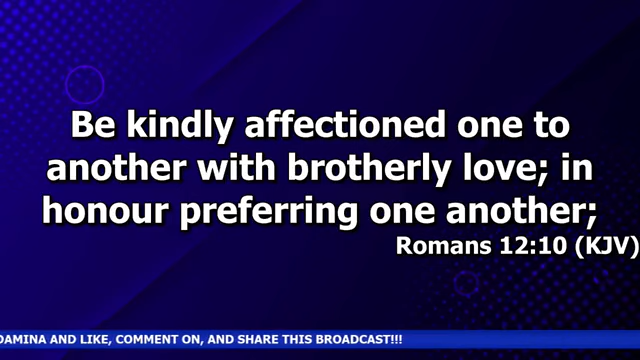 Be kindly affectioned one to
another with brotherly love; in
honour preferring one another;
Romans 12:10 (KJV)
DAMINA AND LIKE, COMMENT ON, AND SHARE THIS BROADCAST!!!